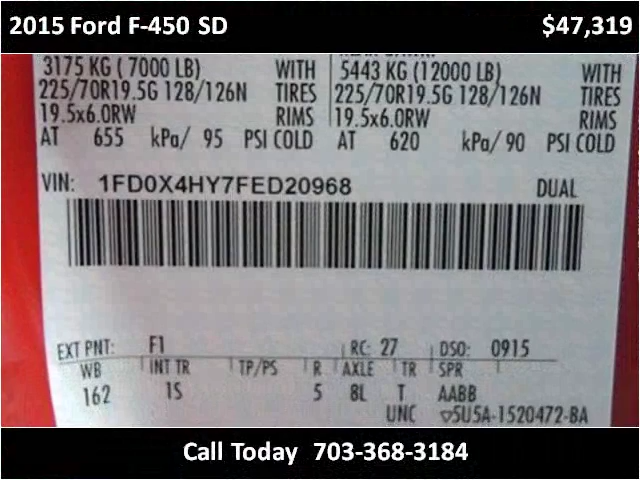 2015 Ford F-450 SD $47,319
3175 KG (7000 LB) WITH 5443 KG (12000 LB) WITH
225/70R19.5G 128/126N TIRES 225/70R19.5G 128/126N TIRES
19.5x6.0RW RIMS 19.5x6.0RW RIMS
AT 655 kPa/ 95 PSI COLD AT 620 kPa/ 90 PSI COLD
VIN: 1FD0X4HY7FED20968 DUAL
EXT PNT: F1 RC: 27 DSO: 0915
WB INT TR TP/PS R AXLE TR SPR
162 1S 5 8L T AABB
UNC 5U5A-1520472-BA
Call Today 703-368-3184